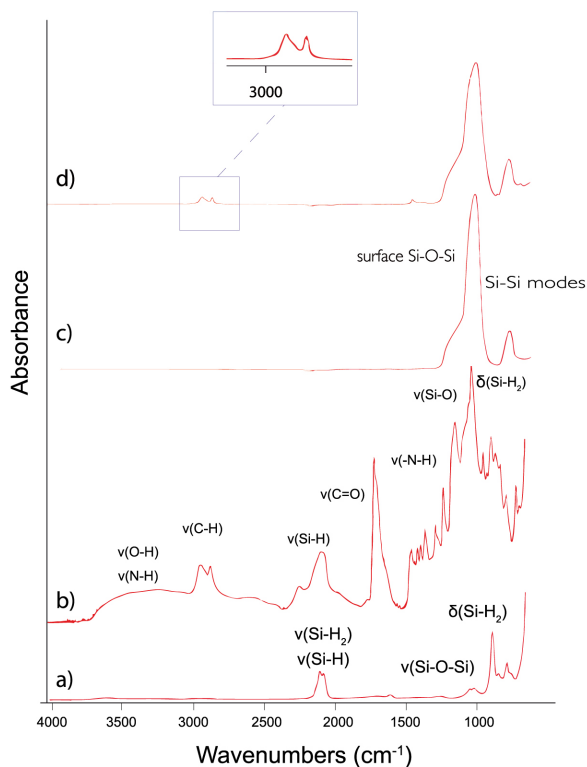 3000
d)
surface Si-O-Si
Si-Si modes
c)
δ(Si-H₂)
ν(Si-O)
ν(-N-H)
ν(C=O)
ν(C-H)
ν(Si-H)
ν(O-H)
ν(N-H)
b)
ν(Si-H₂)
ν(Si-H)
δ(Si-H₂)
ν(Si-O-Si)
a)
Absorbance
4000 3500 3000 2500 2000 1500 1000
Wavenumbers (cm⁻¹)